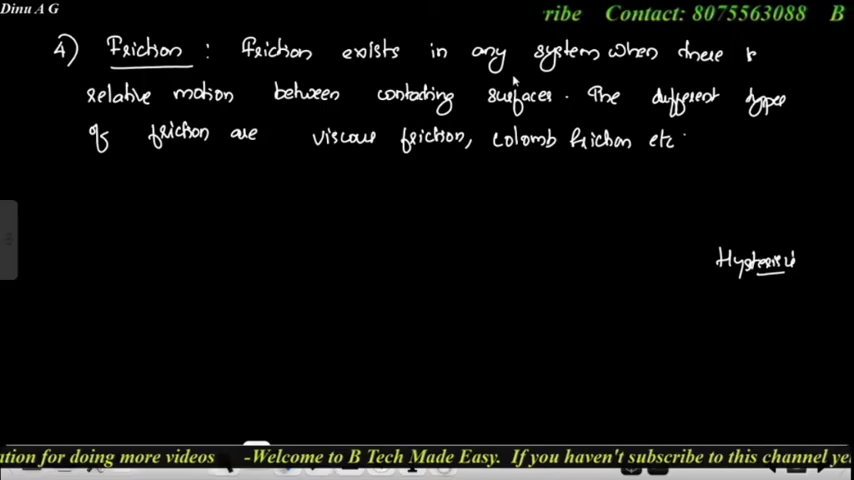 Dinu A G
ribe Contact: 8075563088 B
4) Friction : Friction exists in any system when there is
relative motion between contacting surfaces. The different types
of friction are viscous friction, colomb friction etc.
Hysterisis
ation for doing more videos -Welcome to B Tech Made Easy. If you haven't subscribe to this channel ye